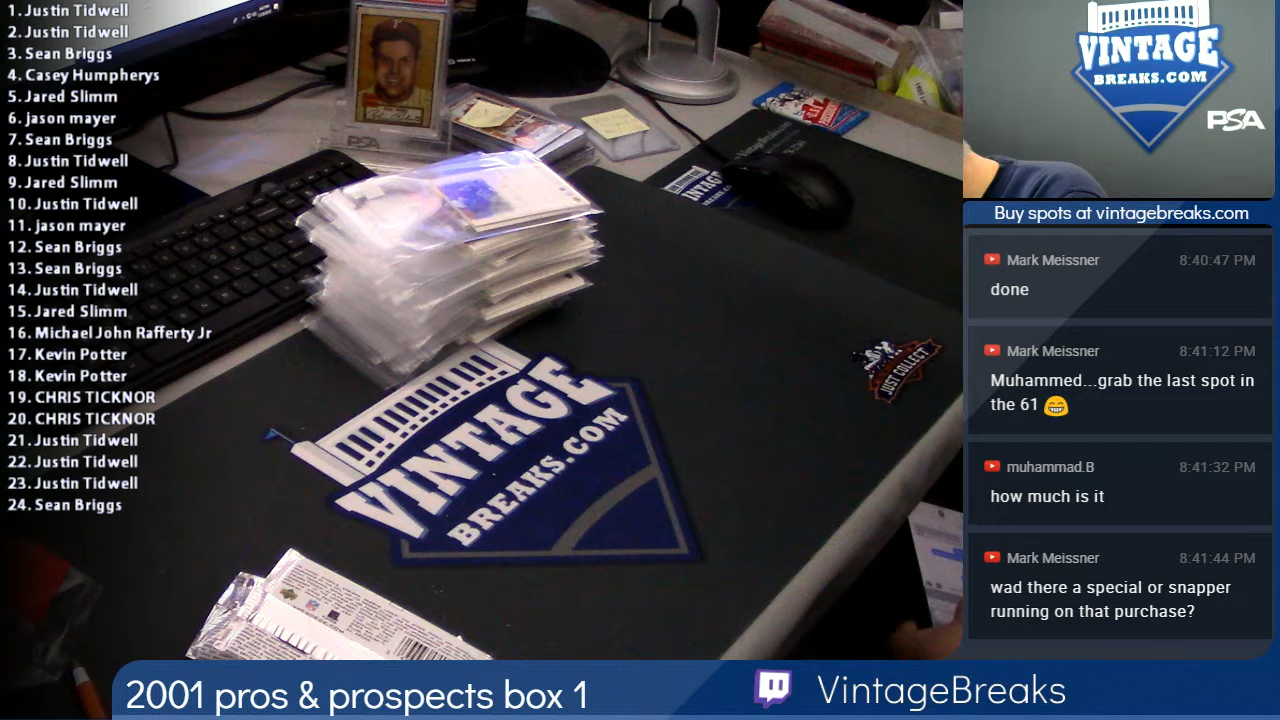 1. Justin Tidwell
2. Justin Tidwell
3. Sean Briggs
4. Casey Humpherys
5. Jared Slimm
6. jason mayer
7. Sean Briggs
8. Justin Tidwell
9. Jared Slimm
10. Justin Tidwell
11. jason mayer
12. Sean Briggs
13. Sean Briggs
14. Justin Tidwell
15. Jared Slimm
16. Michael John Rafferty Jr
17. Kevin Potter
18. Kevin Potter
19. CHRIS TICKNOR
20. CHRIS TICKNOR
21. Justin Tidwell
22. Justin Tidwell
23. Justin Tidwell
24. Sean Briggs
PSA
VINTAGE
JUST COLLECT
VINTAGE
BREAKS.COM
VINTAGE
BREAKS.COM
PSA
Buy spots at vintagebreaks.com
Mark Meissner 8:40:47 PM
done
Mark Meissner 8:41:12 PM
Muhammed...grab the last spot in
the 61 😁
muhammad.B 8:41:32 PM
how much is it
Mark Meissner 8:41:44 PM
wad there a special or snapper
running on that purchase?
2001 pros & prospects box 1
VintageBreaks